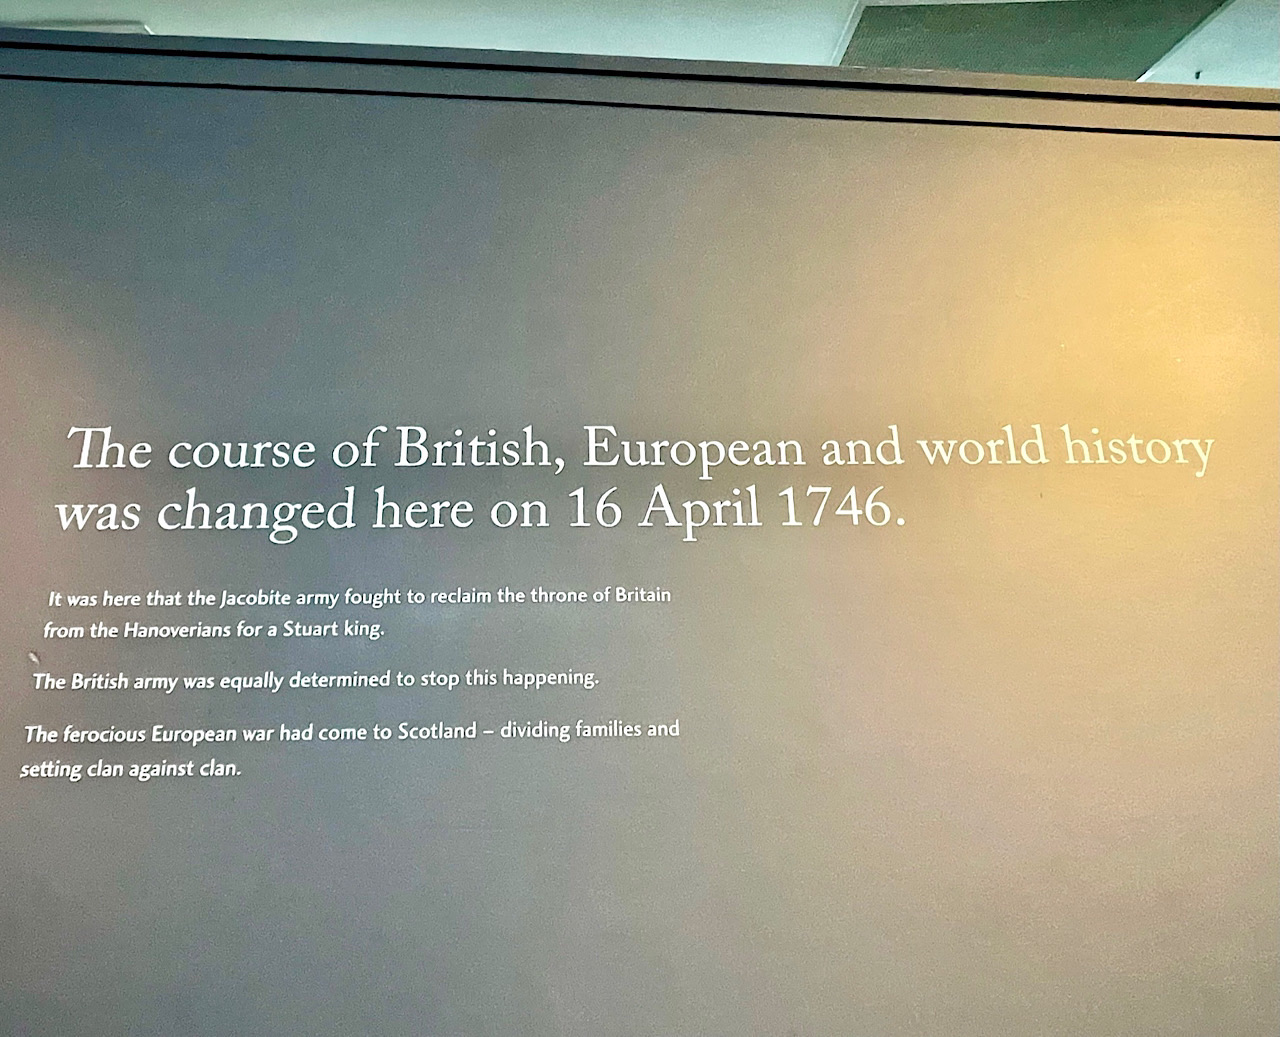 The course of British, European and world history
was changed here on 16 April 1746.
It was here that the Jacobite army fought to reclaim the throne of Britain
from the Hanoverians for a Stuart king.
The British army was equally determined to stop this happening.
The ferocious European war had come to Scotland – dividing families and
setting clan against clan.